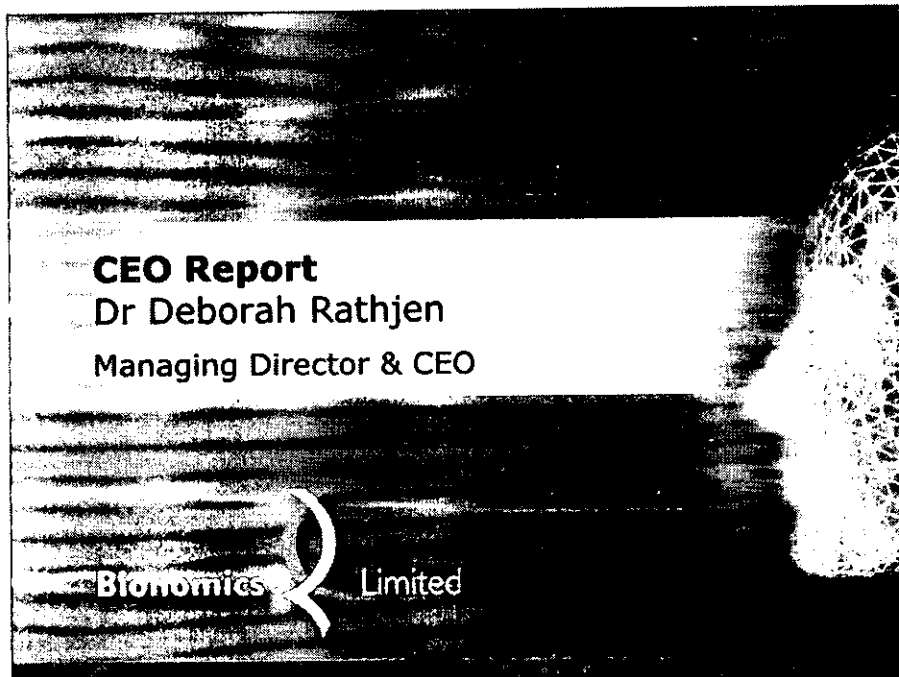 CEO Report
Dr Deborah Rathjen
Managing Director & CEO
Bionomics Limited